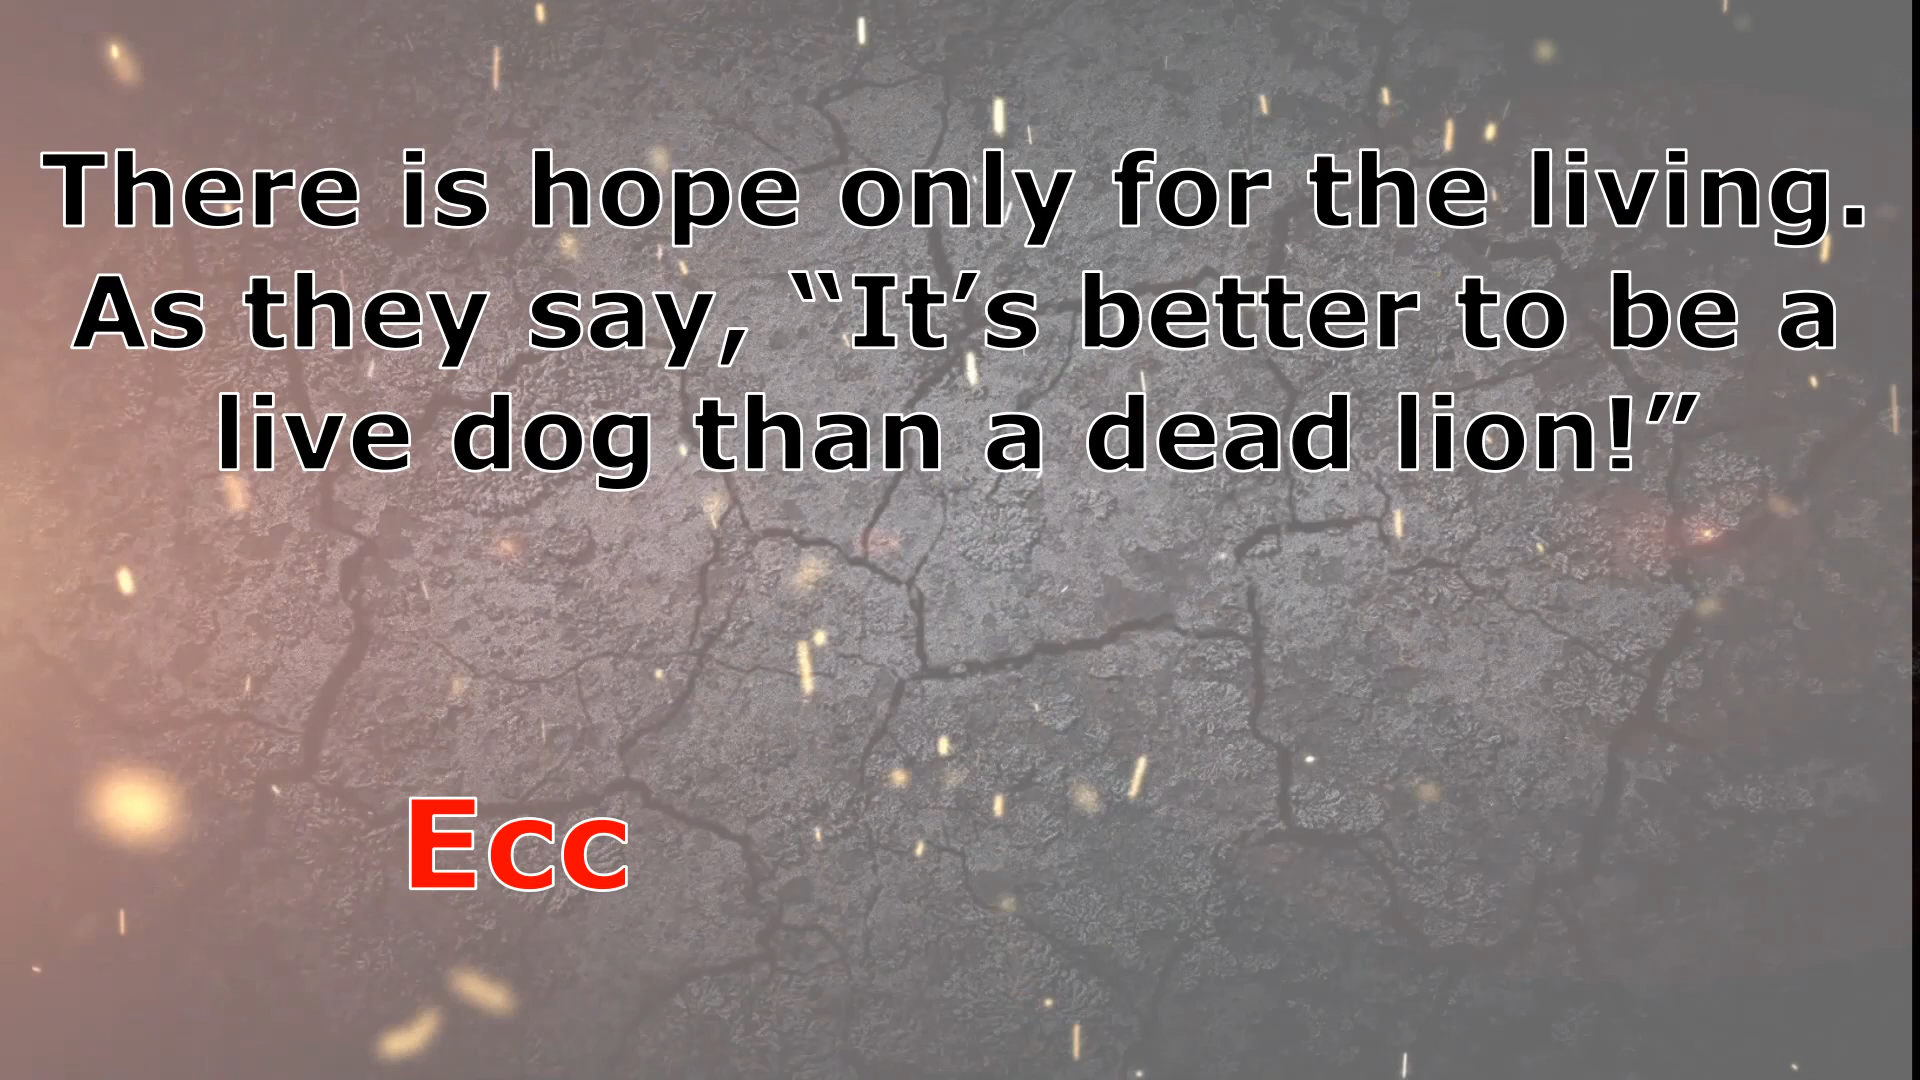 There is hope only for the living.
As they say, “It’s better to be a
live dog than a dead lion!”
Ecc